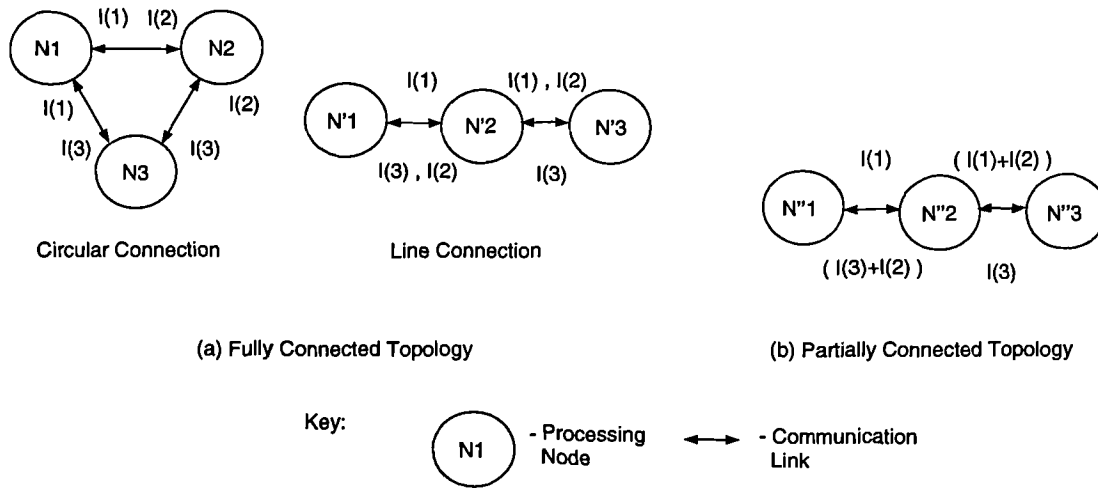 I(1) I(2)
N1 N2
I(1) I(2)
I(3) I(3)
N3
Circular Connection
I(1) I(1) , I(2)
N'1 N'2 N'3
I(3) , I(2) I(3)
Line Connection
(a) Fully Connected Topology
I(1) ( I(1)+I(2) )
N"1 N"2 N"3
( I(3)+I(2) ) I(3)
(b) Partially Connected Topology
Key:
N1
- Processing
Node
- Communication
Link